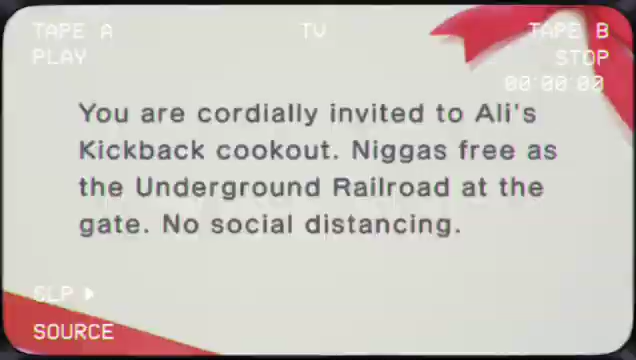 TAPE A TV TAPE B
PLAY STOP
00:00:00
You are cordially invited to Ali's
Kickback cookout. Niggas free as
the Underground Railroad at the
gate. No social distancing.
SLP
SOURCE